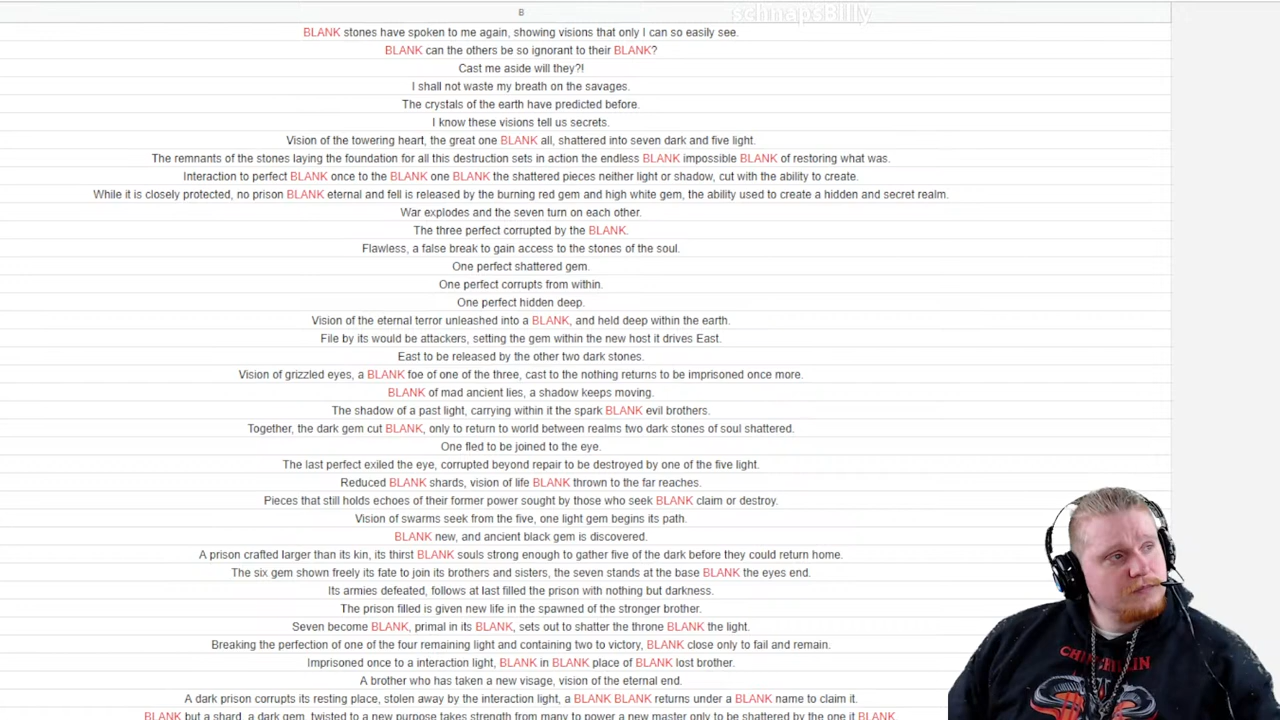 schnapsBilly
B
BLANK stones have spoken to me again, showing visions that only I can so easily see.
BLANK can the others be so ignorant to their BLANK?
Cast me aside will they?!
I shall not waste my breath on the savages.
The crystals of the earth have predicted before.
I know these visions tell us secrets.
Vision of the towering heart, the great one BLANK all, shattered into seven dark and five light.
The remnants of the stones laying the foundation for all this destruction sets in action the endless BLANK impossible BLANK of restoring what was.
Interaction to perfect BLANK once to the BLANK one BLANK the shattered pieces neither light or shadow, cut with the ability to create.
While it is closely protected, no prison BLANK eternal and fell is released by the burning red gem and high white gem, the ability used to create a hidden and secret realm.
War explodes and the seven turn on each other.
The three perfect corrupted by the BLANK.
Flawless, a false break to gain access to the stones of the soul.
One perfect shattered gem.
One perfect corrupts from within.
One perfect hidden deep.
Vision of the eternal terror unleashed into a BLANK, and held deep within the earth.
File by its would be attackers, setting the gem within the new host it drives East.
East to be released by the other two dark stones.
Vision of grizzled eyes, a BLANK foe of one of the three, cast to the nothing returns to be imprisoned once more.
BLANK of mad ancient lies, a shadow keeps moving.
The shadow of a past light, carrying within it the spark BLANK evil brothers.
Together, the dark gem cut BLANK, only to return to world between realms two dark stones of soul shattered.
One fled to be joined to the eye.
The last perfect exiled the eye, corrupted beyond repair to be destroyed by one of the five light.
Reduced BLANK shards, vision of life BLANK thrown to the far reaches.
Pieces that still holds echoes of their former power sought by those who seek BLANK claim or destroy.
Vision of swarms seek from the five, one light gem begins its path.
BLANK new, and ancient black gem is discovered.
A prison crafted larger than its kin, its thirst BLANK souls strong enough to gather five of the dark before they could return home.
The six gem shown freely its fate to join its brothers and sisters, the seven stands at the base BLANK the eyes end.
Its armies defeated, follows at last filled the prison with nothing but darkness.
The prison filled is given new life in the spawned of the stronger brother.
Seven become BLANK, primal in its BLANK, sets out to shatter the throne BLANK the light.
Breaking the perfection of one of the four remaining light and containing two to victory, BLANK close only to fail and remain.
Imprisoned once to a interaction light, BLANK in BLANK place of BLANK lost brother.
A brother who has taken a new visage, vision of the eternal end.
A dark prison corrupts its resting place, stolen away by the interaction light, a BLANK BLANK returns under a BLANK name to claim it.
BLANK but a shard, a dark gem, twisted to a new purpose takes strength from many to power a new master only to be shattered by the one it BLANK.